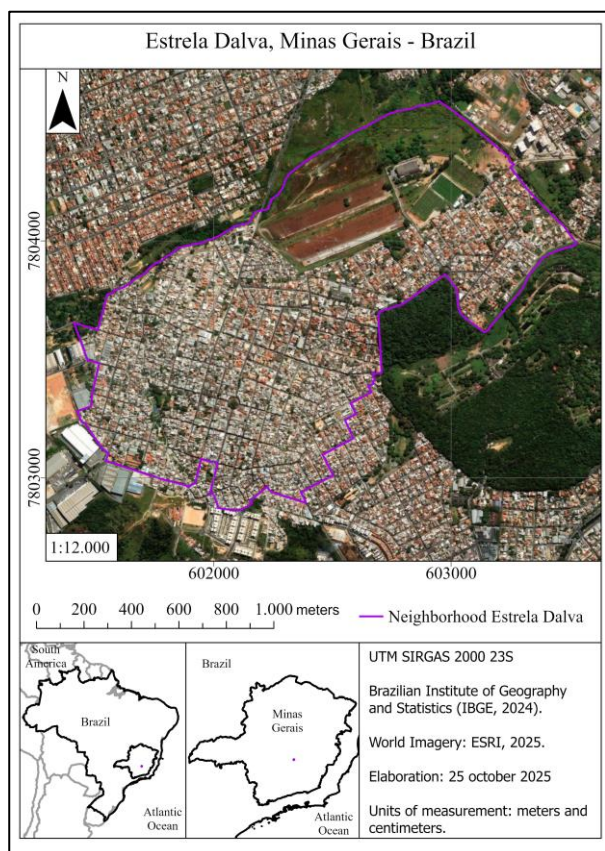 Estrela Dalva, Minas Gerais - Brazil
N
7804000
7803000
1:12.000
602000
603000
0 200 400 600 800 1.000 meters
Neighborhood Estrela Dalva
South
America
Brazil
Atlantic
Ocean
Brazil
Minas
Gerais
Atlantic
Ocean
UTM SIRGAS 2000 23S
Brazilian Institute of Geography
and Statistics (IBGE, 2024).
World Imagery: ESRI, 2025.
Elaboration: 25 october 2025
Units of measurement: meters and
centimeters.